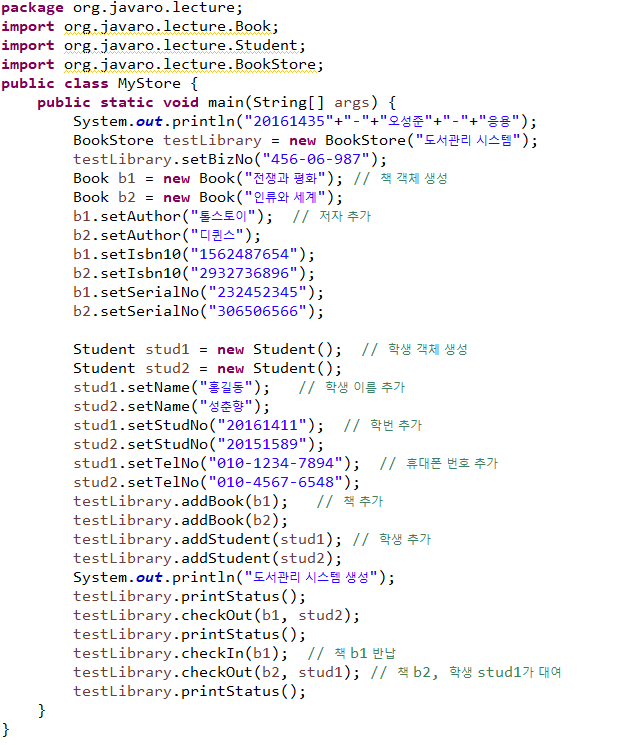 package org.javaro.lecture;
import org.javaro.lecture.Book;
import org.javaro.lecture.Student;
import org.javaro.lecture.BookStore;
public class MyStore {
    public static void main(String[] args) {
        System.out.println("20161435"+"-"+"오성준"+"-"+"응용");
        BookStore testLibrary = new BookStore("도서관리 시스템");
        testLibrary.setBizNo("456-06-987");
        Book b1 = new Book("전쟁과 평화"); // 책 객체 생성
        Book b2 = new Book("인류와 세계");
        b1.setAuthor("톨스토이");  // 저자 추가
        b2.setAuthor("디퀸스");
        b1.setIsbn10("1562487654");
        b2.setIsbn10("2932736896");
        b1.setSerialNo("232452345");
        b2.setSerialNo("306506566");

        Student stud1 = new Student();  // 학생 객체 생성
        Student stud2 = new Student();
        stud1.setName("홍길동");   // 학생 이름 추가
        stud2.setName("성춘향");
        stud1.setStudNo("20161411");  // 학번 추가
        stud2.setStudNo("20151589");
        stud1.setTelNo("010-1234-7894");  // 휴대폰 번호 추가
        stud2.setTelNo("010-4567-6548");
        testLibrary.addBook(b1);   // 책 추가
        testLibrary.addBook(b2);
        testLibrary.addStudent(stud1); // 학생 추가
        testLibrary.addStudent(stud2);
        System.out.println("도서관리 시스템 생성");
        testLibrary.printStatus();
        testLibrary.checkOut(b1, stud2);
        testLibrary.printStatus();
        testLibrary.checkIn(b1);  // 책 b1 반납
        testLibrary.checkOut(b2, stud1); // 책 b2, 학생 stud1가 대여
        testLibrary.printStatus();
    }
}